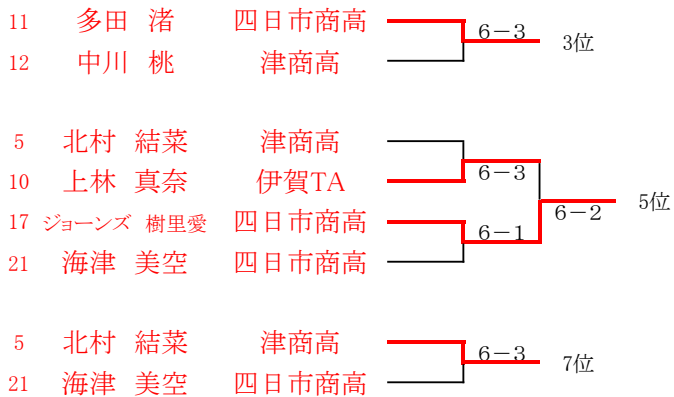 11 多田 渚 四日市商高 6－3 3位
12 中川 桃 津商高
5 北村 結菜 津商高
10 上林 真奈 伊賀TA 6－3
17 ジョーンズ 樹里愛 四日市商高 6－1 6－2 5位
21 海津 美空 四日市商高
5 北村 結菜 津商高 6－3 7位
21 海津 美空 四日市商高